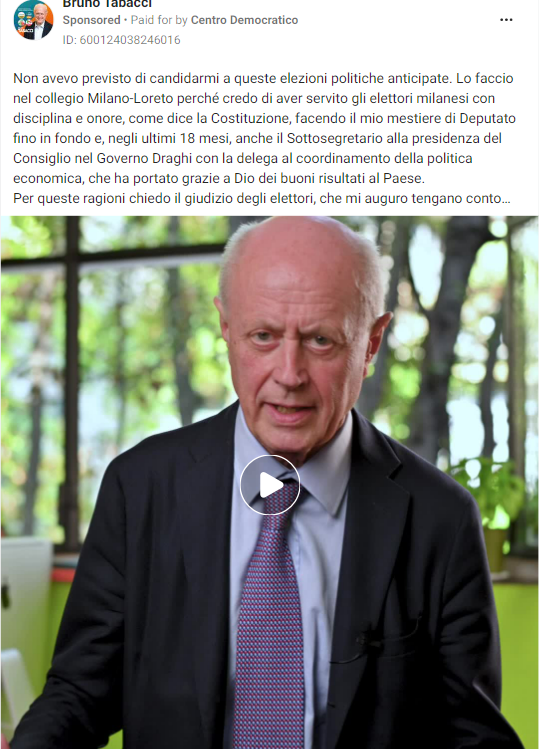 Bruno Tabacci
Sponsored • Paid for by Centro Democratico
ID: 600124038246016
Non avevo previsto di candidarmi a queste elezioni politiche anticipate. Lo faccio
nel collegio Milano-Loreto perché credo di aver servito gli elettori milanesi con
disciplina e onore, come dice la Costituzione, facendo il mio mestiere di Deputato
fino in fondo e, negli ultimi 18 mesi, anche il Sottosegretario alla presidenza del
Consiglio nel Governo Draghi con la delega al coordinamento della politica
economica, che ha portato grazie a Dio dei buoni risultati al Paese.
Per queste ragioni chiedo il giudizio degli elettori, che mi auguro tengano conto...